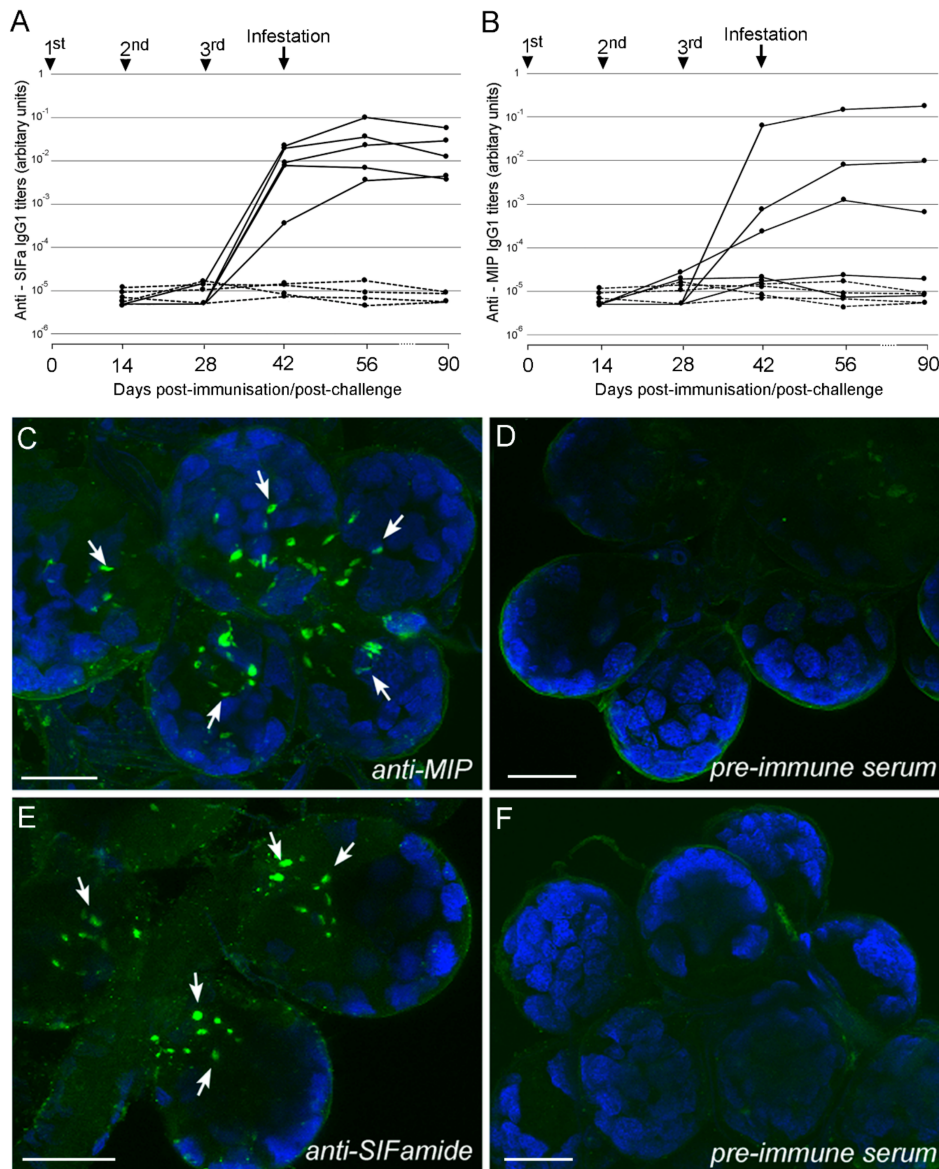 A
1st
2nd
3rd
Infestation
Anti - SIFa IgG1 titers (arbitary units)
1
10-1
10-2
10-3
10-4
10-5
10-6
0
14
28
42
56
90
Days post-immunisation/post-challenge
B
1st
2nd
3rd
Infestation
Anti - MIP IgG1 titers (arbitary units)
1
10-1
10-2
10-3
10-4
10-5
10-6
0
14
28
42
56
90
Days post-immunisation/post-challenge
C
anti-MIP
D
pre-immune serum
E
anti-SIFamide
F
pre-immune serum